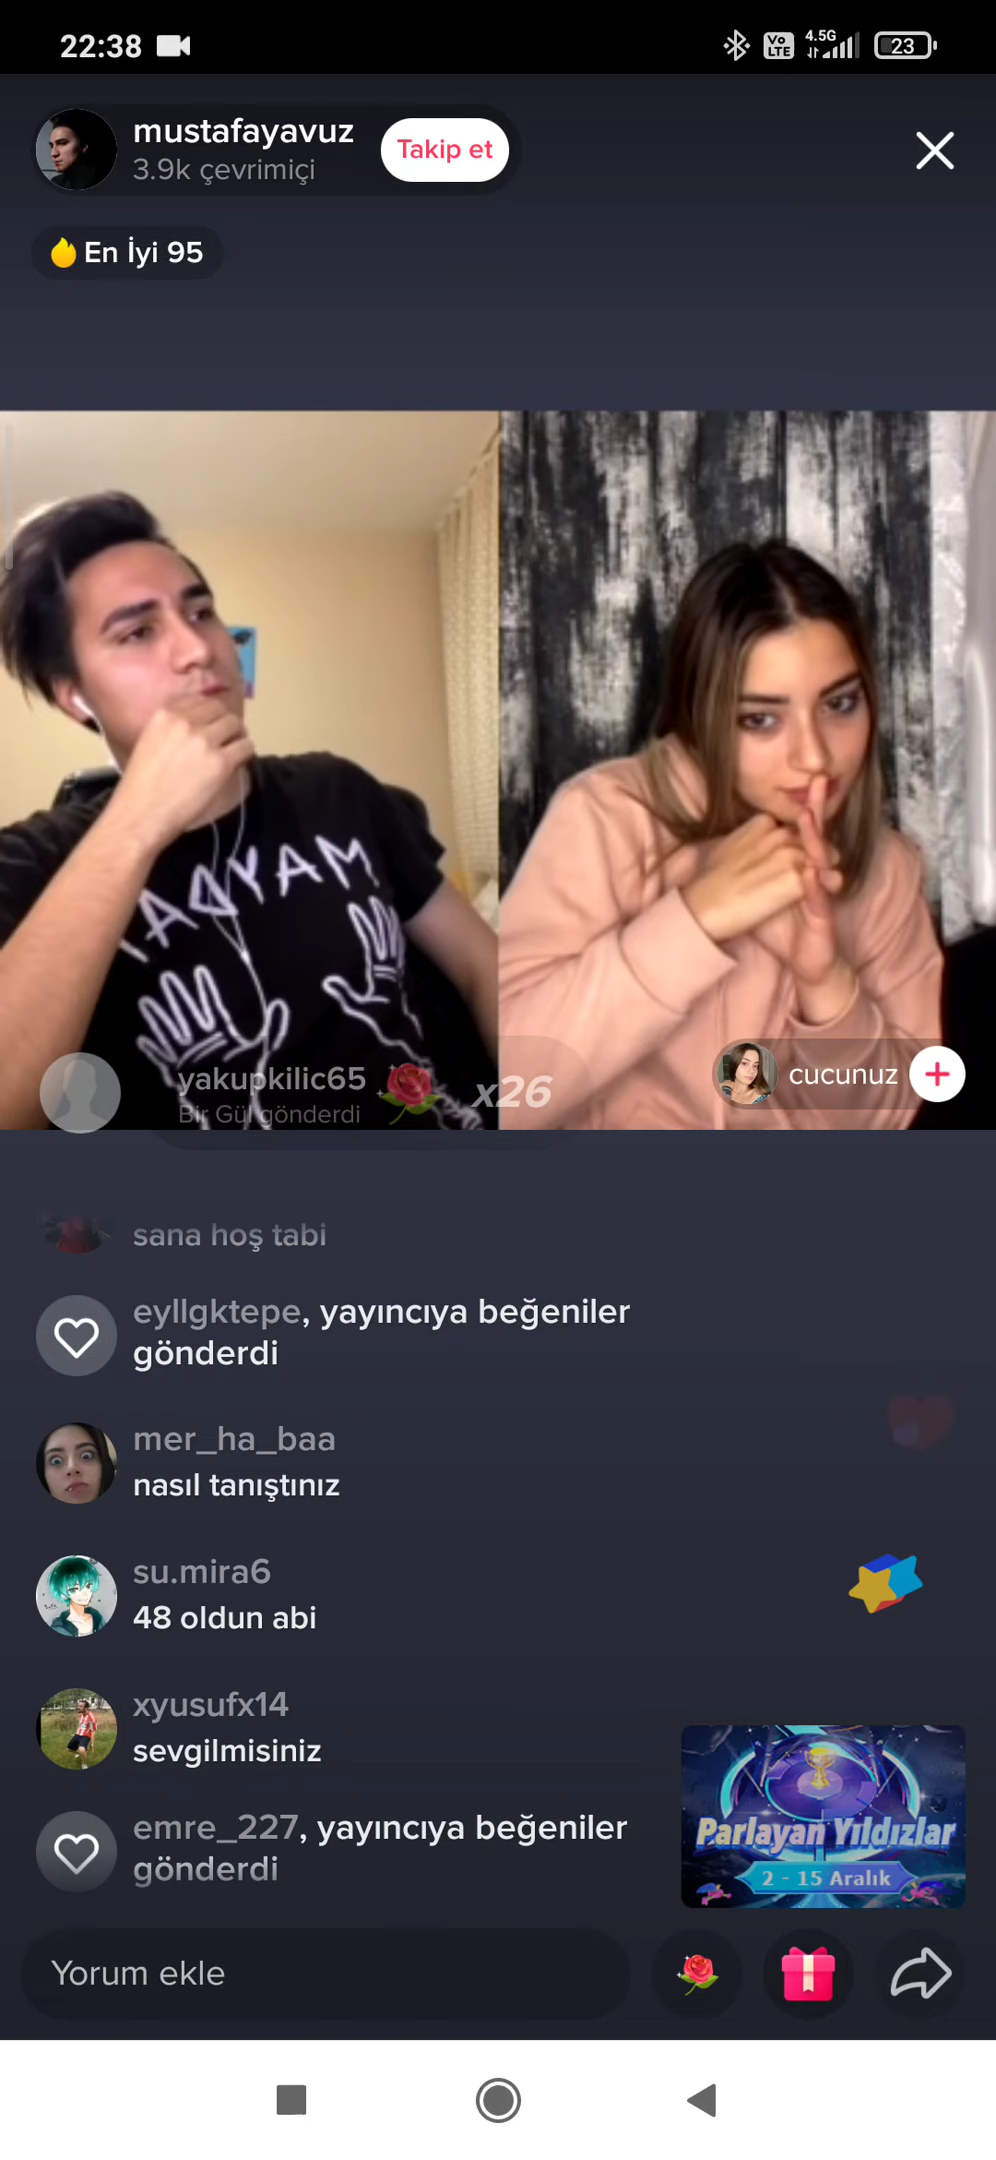 22:38
Vo
LTE
4.5G
23
mustafayavuz
3.9k çevrimiçi
Takip et
En İyi 95
yakupkilic65
Bir Gül gönderdi
x26
cucunuz
sana hoş tabi
eyllgktepe, yayıncıya beğeniler
gönderdi
mer_ha_baa
nasıl tanıştınız
su.mira6
48 oldun abi
xyusufx14
sevgilmisiniz
emre_227, yayıncıya beğeniler
gönderdi
Parlayan Yıldızlar
2 - 15 Aralık
Yorum ekle